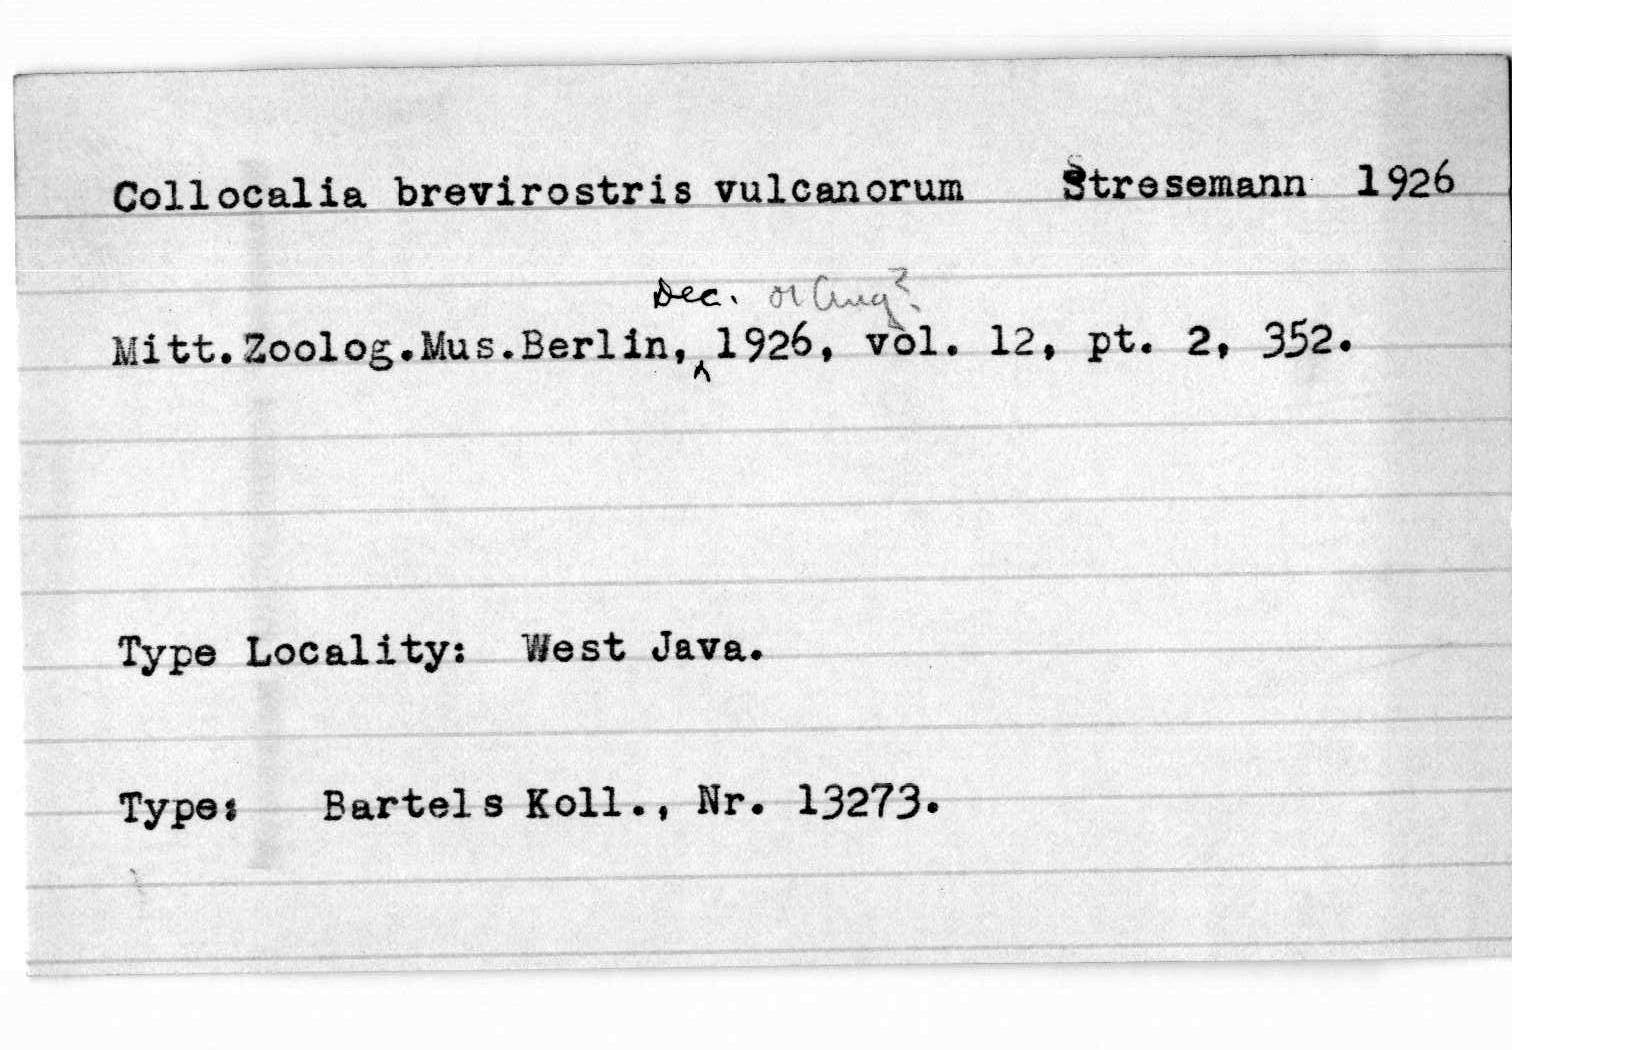 Collocalia brevirostris vulcanorum Stresemann 1926
Dec. or Aug?
Mitt.Zoolog.Mus.Berlin,^1926, vol. 12, pt. 2, 352.
Type Locality: West Java.
Type: Bartels Koll., Nr. 13273.